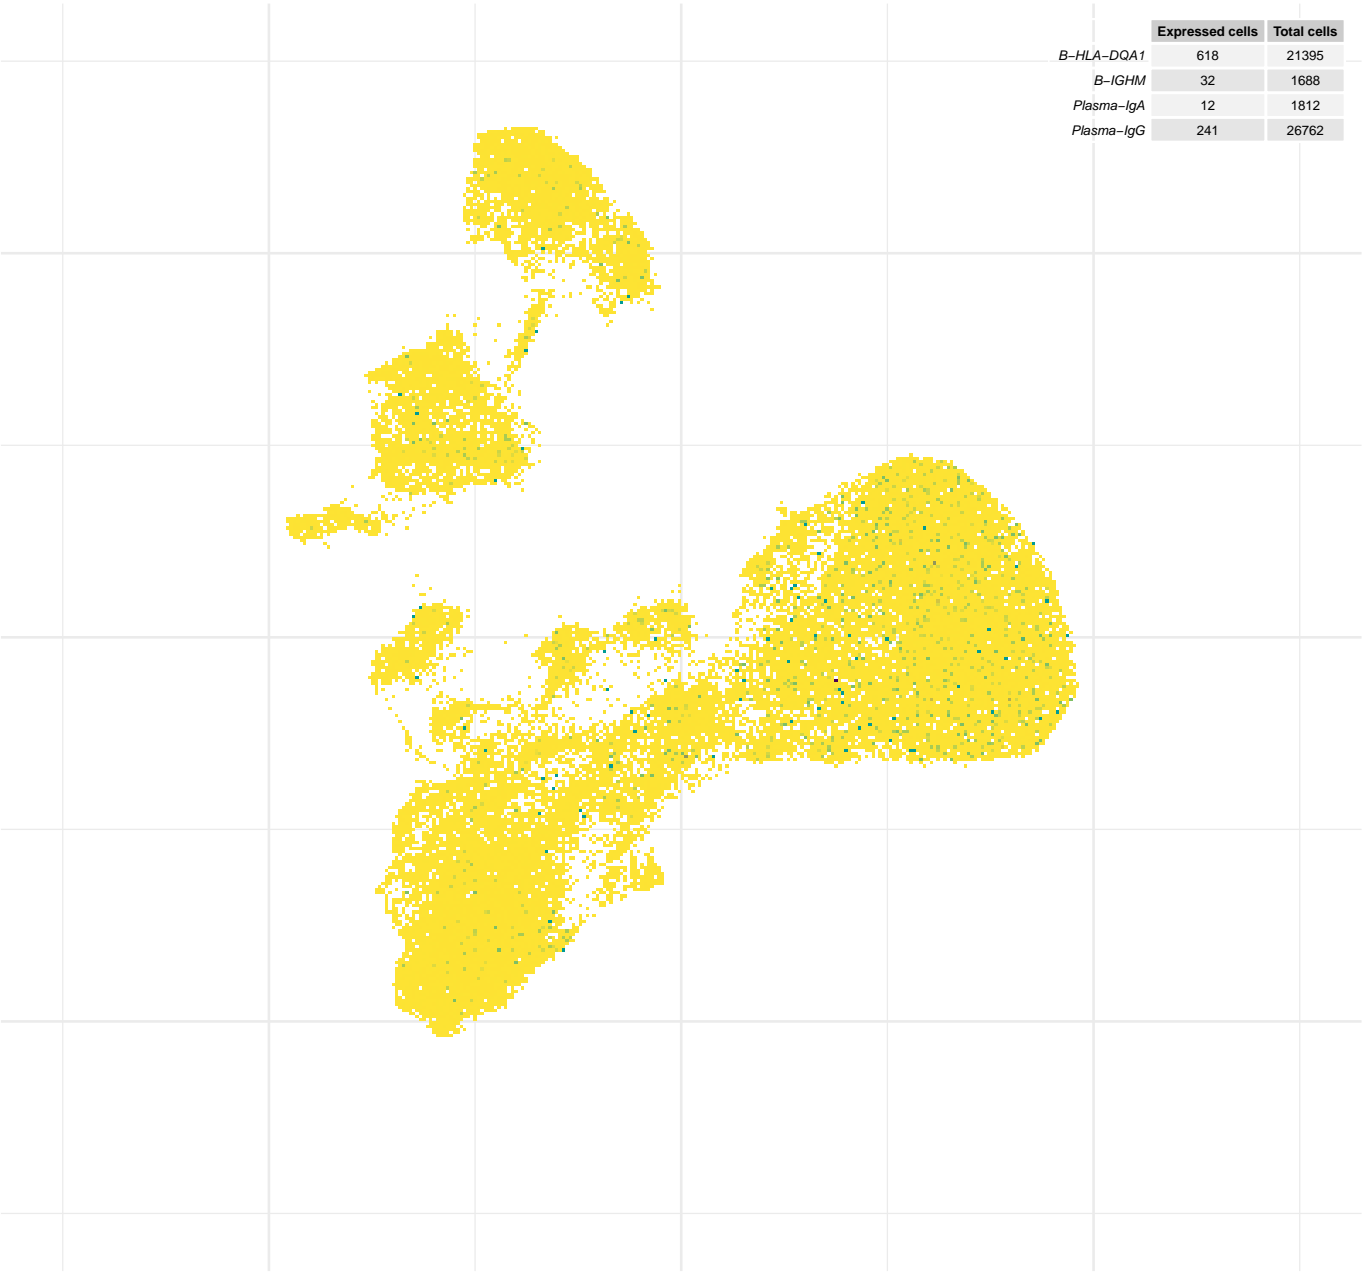 Expressed cells Total cells
B−HLA−DQA1 618 21395
B−IGHM 32 1688
Plasma−IgA 12 1812
Plasma−IgG 241 26762